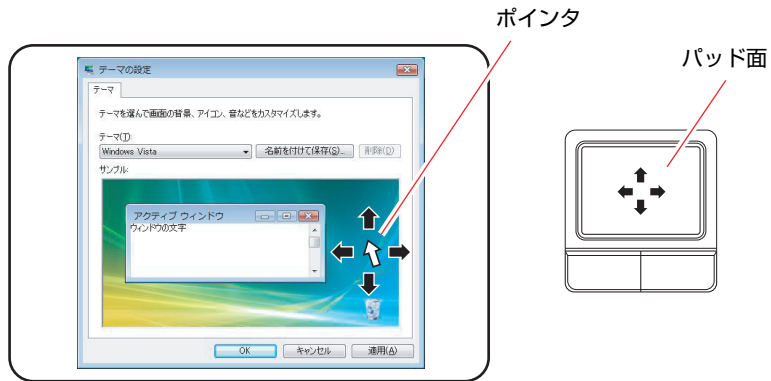 ポインタ
パッド面
テーマの設定
テーマ
テーマを選んで画面の背景、アイコン、音などをカスタマイズします。
テーマ(T):
Windows Vista
名前を付けて保存(S)...
削除(D)
サンプル:
アクティブ ウィンドウ
ウィンドウの文字
OK
キャンセル
適用(A)